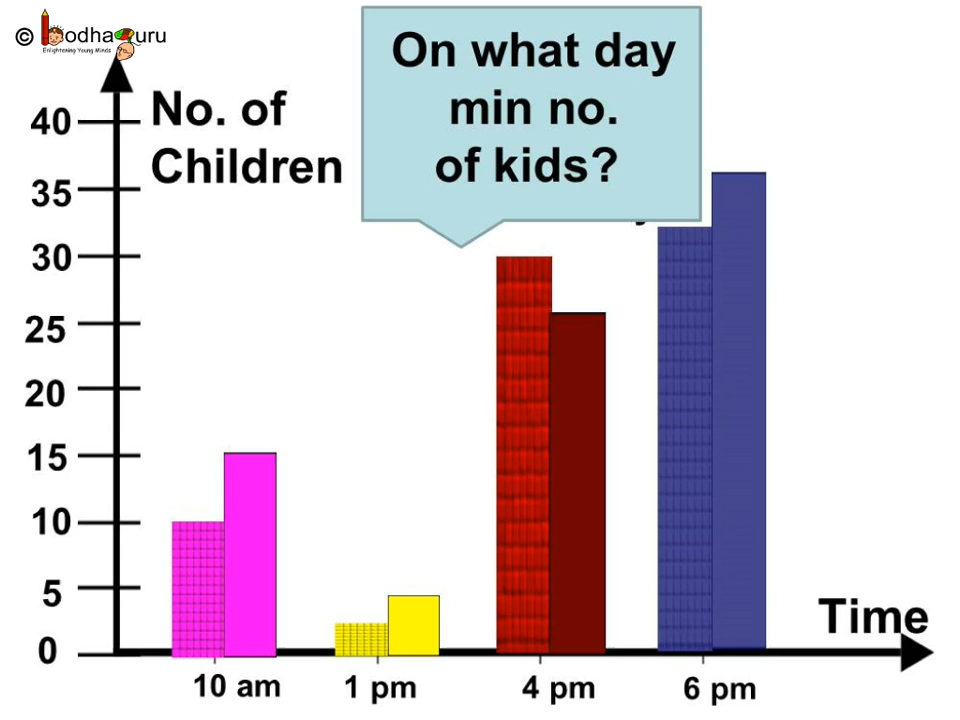 © BodhaGuru
Enlightening Young Minds
On what day
min no.
of kids?
No. of
Children
40
35
30
25
20
15
10
5
0
Time
10 am
1 pm
4 pm
6 pm